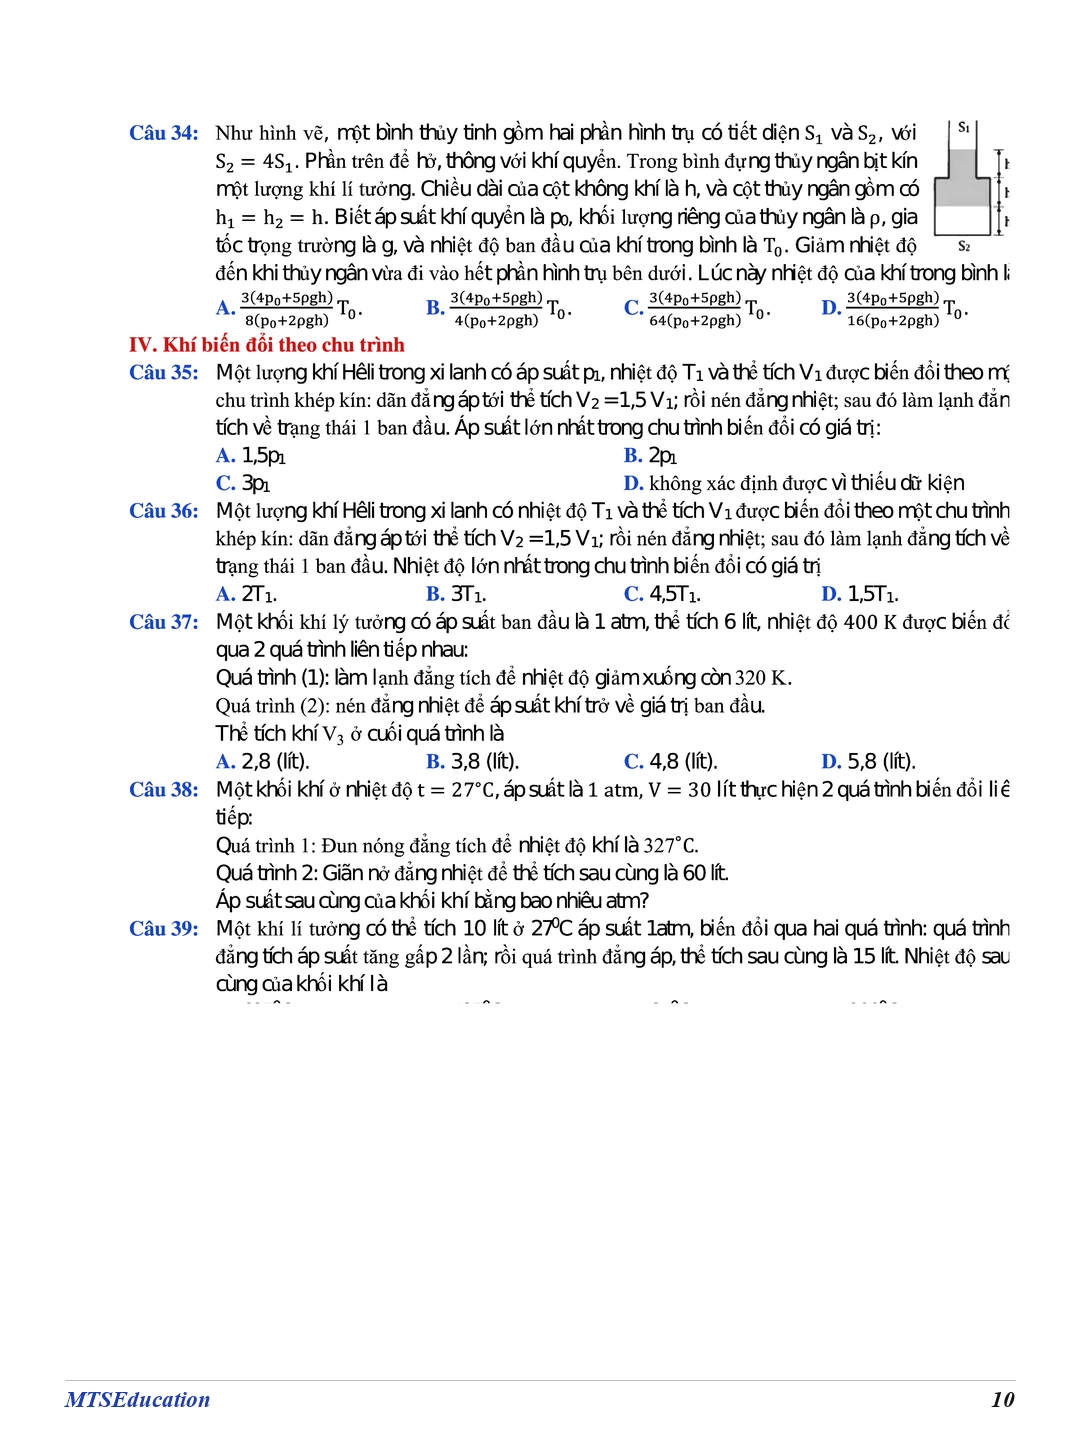 Câu 34: Như hình vẽ, một bình thủy tinh gồm hai phần hình trụ có tiết diện S₁ và S₂, với
S₂ = 4S₁. Phần trên để hở, thông với khí quyển. Trong bình đựng thủy ngân bịt kín
một lượng khí lí tưởng. Chiều dài của cột không khí là h, và cột thủy ngân gồm có
h₁ = h₂ = h. Biết áp suất khí quyển là p₀, khối lượng riêng của thủy ngân là ρ, gia
tốc trọng trường là g, và nhiệt độ ban đầu của khí trong bình là T₀. Giảm nhiệt độ
đến khi thủy ngân vừa đi vào hết phần hình trụ bên dưới. Lúc này nhiệt độ của khí trong bình
S₁
S₂
A. 3(4p₀+5ρgh)/8(p₀+2ρgh) T₀. B. 3(4p₀+5ρgh)/4(p₀+2ρgh) T₀. C. 3(4p₀+5ρgh)/64(p₀+2ρgh) T₀. D. 3(4p₀+5ρgh)/16(p₀+2ρgh) T₀.
IV. Khí biến đổi theo chu trình
Câu 35: Một lượng khí Hêli trong xi lanh có áp suất p₁, nhiệt độ T₁ và thể tích V₁ được biến đổi theo
chu trình khép kín: dãn đẳng áp tới thể tích V₂ = 1,5 V₁; rồi nén đẳng nhiệt; sau đó làm lạnh
tích về trạng thái 1 ban đầu. Áp suất lớn nhất trong chu trình biến đổi có giá trị:
A. 1,5p₁ B. 2p₁
C. 3p₁ D. không xác định được vì thiếu dữ kiện
Câu 36: Một lượng khí Hêli trong xi lanh có nhiệt độ T₁ và thể tích V₁ được biến đổi theo một chu trình
khép kín: dãn đẳng áp tới thể tích V₂ = 1,5 V₁; rồi nén đẳng nhiệt; sau đó làm lạnh đẳng tích về
trạng thái 1 ban đầu. Nhiệt độ lớn nhất trong chu trình biến đổi có giá trị
A. 2T₁. B. 3T₁. C. 4,5T₁. D. 1,5T₁.
Câu 37: Một khối khí lý tưởng có áp suất ban đầu là 1 atm, thể tích 6 lít, nhiệt độ 400 K được biến
qua 2 quá trình liên tiếp nhau:
Quá trình (1): làm lạnh đẳng tích để nhiệt độ giảm xuống còn 320 K.
Quá trình (2): nén đẳng nhiệt để áp suất khí trở về giá trị ban đầu.
Thể tích khí V₃ ở cuối quá trình là
A. 2,8 (lít). B. 3,8 (lít). C. 4,8 (lít). D. 5,8 (lít).
Câu 38: Một khối khí ở nhiệt độ t = 27°C, áp suất là 1 atm, V = 30 lít thực hiện 2 quá trình biến đổi
tiếp:
Quá trình 1: Đun nóng đẳng tích để nhiệt độ khí là 327°C.
Quá trình 2: Giãn nở đẳng nhiệt để thể tích sau cùng là 60 lít.
Áp suất sau cùng của khối khí bằng bao nhiêu atm?
Câu 39: Một khí lí tưởng có thể tích 10 lít ở 27⁰C áp suất 1atm, biến đổi qua hai quá trình: quá trình
đẳng tích áp suất tăng gấp 2 lần; rồi quá trình đẳng áp, thể tích sau cùng là 15 lít. Nhiệt độ sau
cùng của khối khí là
MTSEducation 10